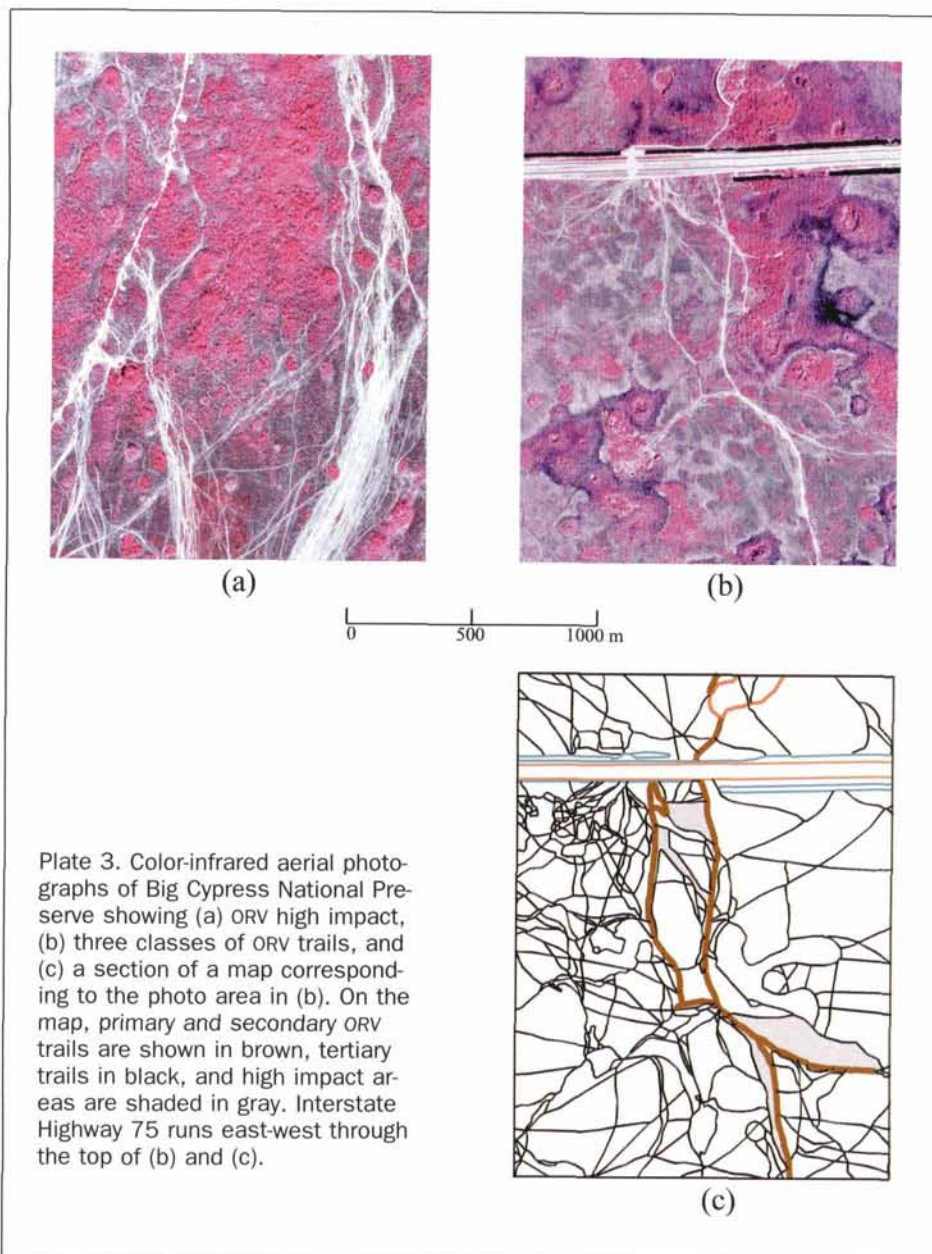 (a)
(b)
0 500 1000 m
Plate 3. Color-infrared aerial photo-
graphs of Big Cypress National Pre-
serve showing (a) ORV high impact,
(b) three classes of ORV trails, and
(c) a section of a map correspond-
ing to the photo area in (b). On the
map, primary and secondary ORV
trails are shown in brown, tertiary
trails in black, and high impact ar-
eas are shaded in gray. Interstate
Highway 75 runs east-west through
the top of (b) and (c).
(c)